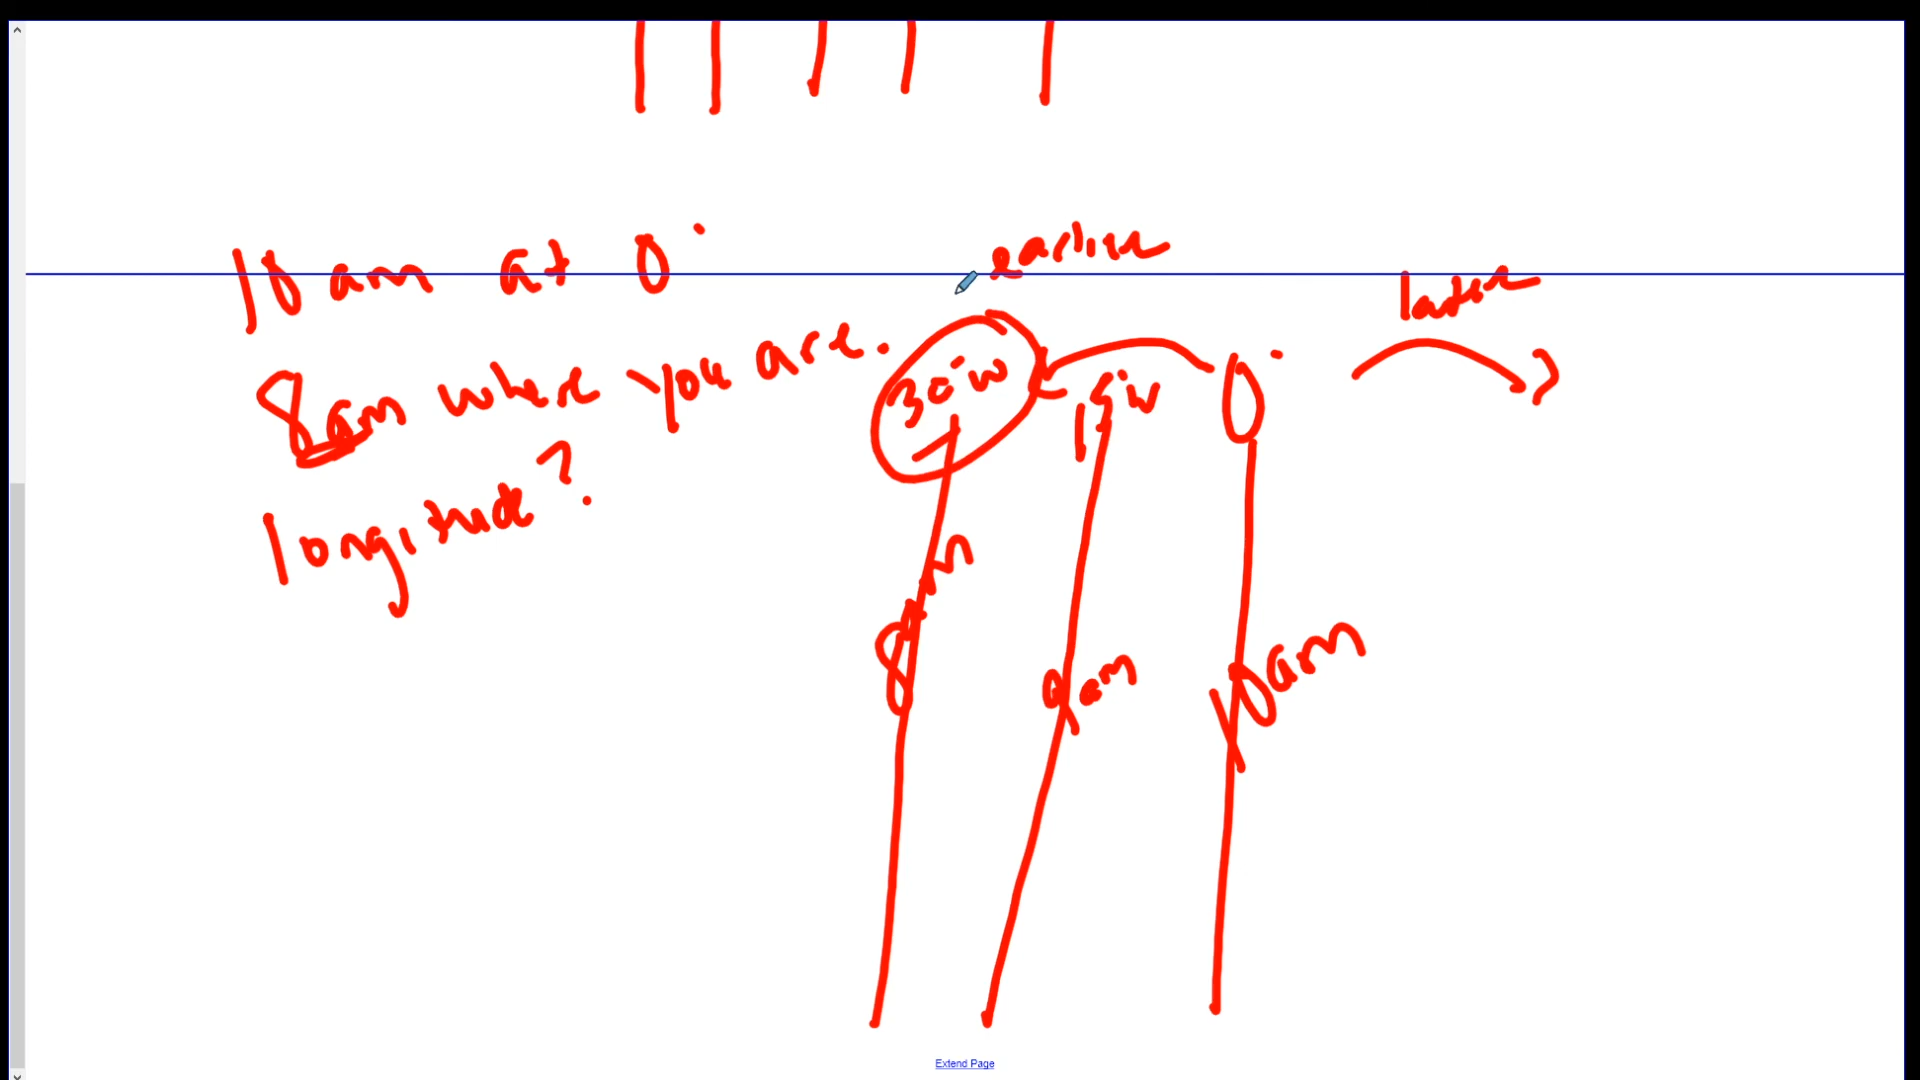 10 am at 0°
8am where you are.
longitude?
earlier
later
30°W
15°W
0°
8am
9am
10am
Extend Page